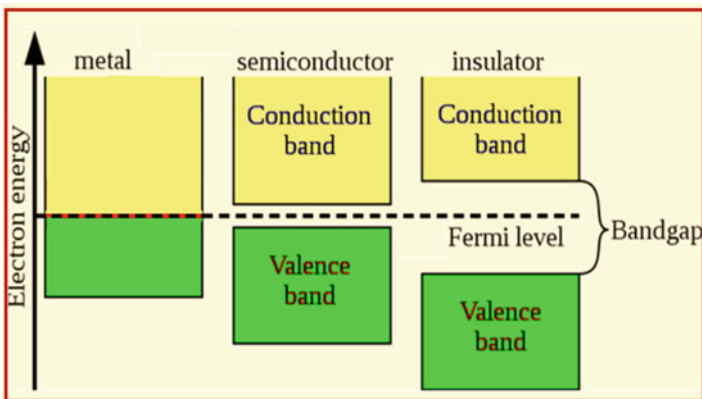 metal
semiconductor
insulator
Conduction
band
Conduction
band
Electron energy
Fermi level
Bandgap
Valence
band
Valence
band